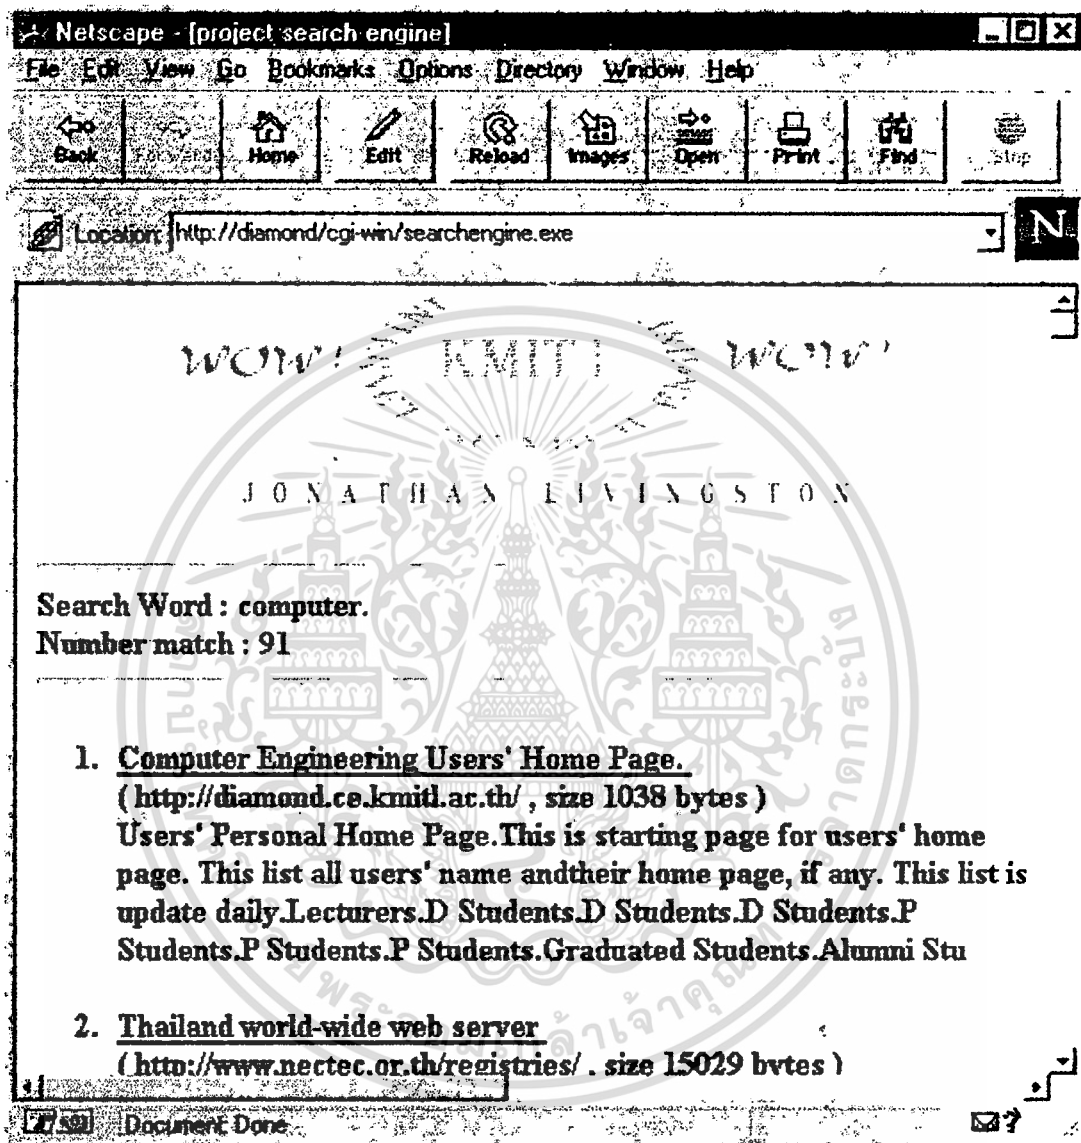 Netscape - [project search engine]
File Edit View Go Bookmarks Options Directory Window Help
Back Forward Home Edit Reload Images Open Print Find Stop
Location: http://diamond/cgi-win/searchengine.exe
N
WOW! KMITL WOW!
JONATHAN LIVINGSTON
Search Word : computer.
Number match : 91
1. Computer Engineering Users' Home Page.
( http://diamond.ce.kmitl.ac.th/ , size 1038 bytes )
Users' Personal Home Page.This is starting page for users' home
page. This list all users' name andtheir home page, if any. This list is
update daily.Lecturers.D Students.D Students.D Students.P
Students.P Students.P Students.Graduated Students.Alumni Stu
2. Thailand world-wide web server
( http://www.nectec.or.th/registries/ , size 15029 bytes )
Document: Done